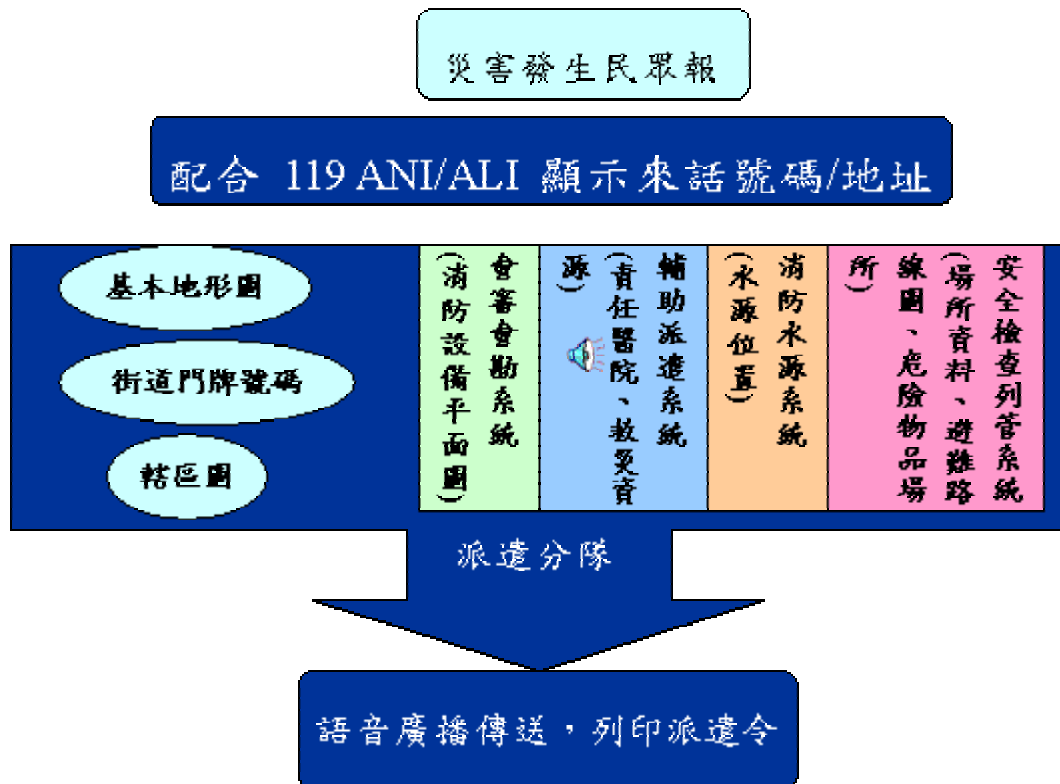 災害發生民眾報
配合 119 ANI/ALI 顯示來話號碼/地址
基本地形圖
街道門牌號碼
轄區圖
會審會勘系統
(消防設備平面圖)
輔助派遣系統
(責任醫院、救災資
源)
消防水源系統
(水源位置)
安全檢查列管系統
(場所資料、避難路
線圖、危險物品場
所)
派遣分隊
語音廣播傳送，列印派遣令